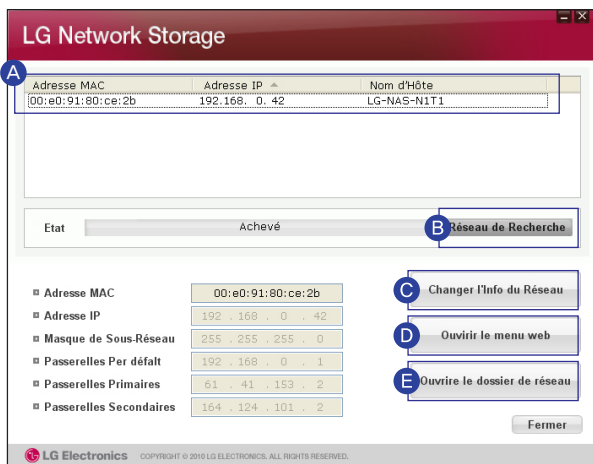 LG Network Storage
A
Adresse MAC Adresse IP Nom d'Hôte
00:e0:91:80:ce:2b 192.168. 0. 42 LG-NAS-N1T1
Etat Achevé B Réseau de Recherche
Adresse MAC 00:e0:91:80:ce:2b
Adresse IP 192 . 168 . 0 . 42
Masque de Sous-Réseau 255 . 255 . 255 . 0
Passerelles Per défalt 192 . 168 . 0 . 1
Passerelles Primaires 61 . 41 . 153 . 2
Passerelles Secondaires 164 . 124 . 101 . 2
C Changer l'Info du Réseau
D Ouvirir le menu web
E Ouvrire le dossier de réseau
Fermer
LG LG Electronics COPYRIGHT © 2010 LG ELECTRONICS. ALL RIGHTS RESERVED.